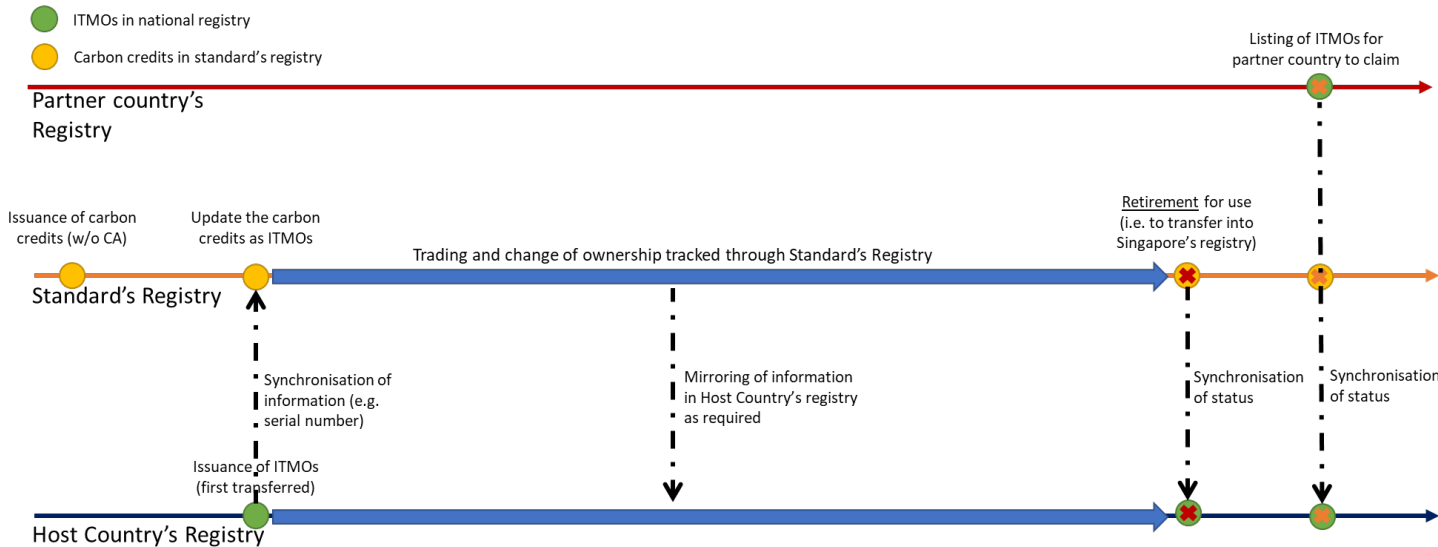 ITMOs in national registry
Carbon credits in standard's registry
Listing of ITMOs for
partner country to claim
Partner country's
Registry
Issuance of carbon
credits (w/o CA)
Update the carbon
credits as ITMOs
Trading and change of ownership tracked through Standard's Registry
Retirement for use
(i.e. to transfer into
Singapore's registry)
Standard's Registry
Synchronisation of
information (e.g.
serial number)
Mirroring of information
in Host Country's registry
as required
Synchronisation
of status
Synchronisation
of status
Issuance of ITMOs
(first transferred)
Host Country's Registry